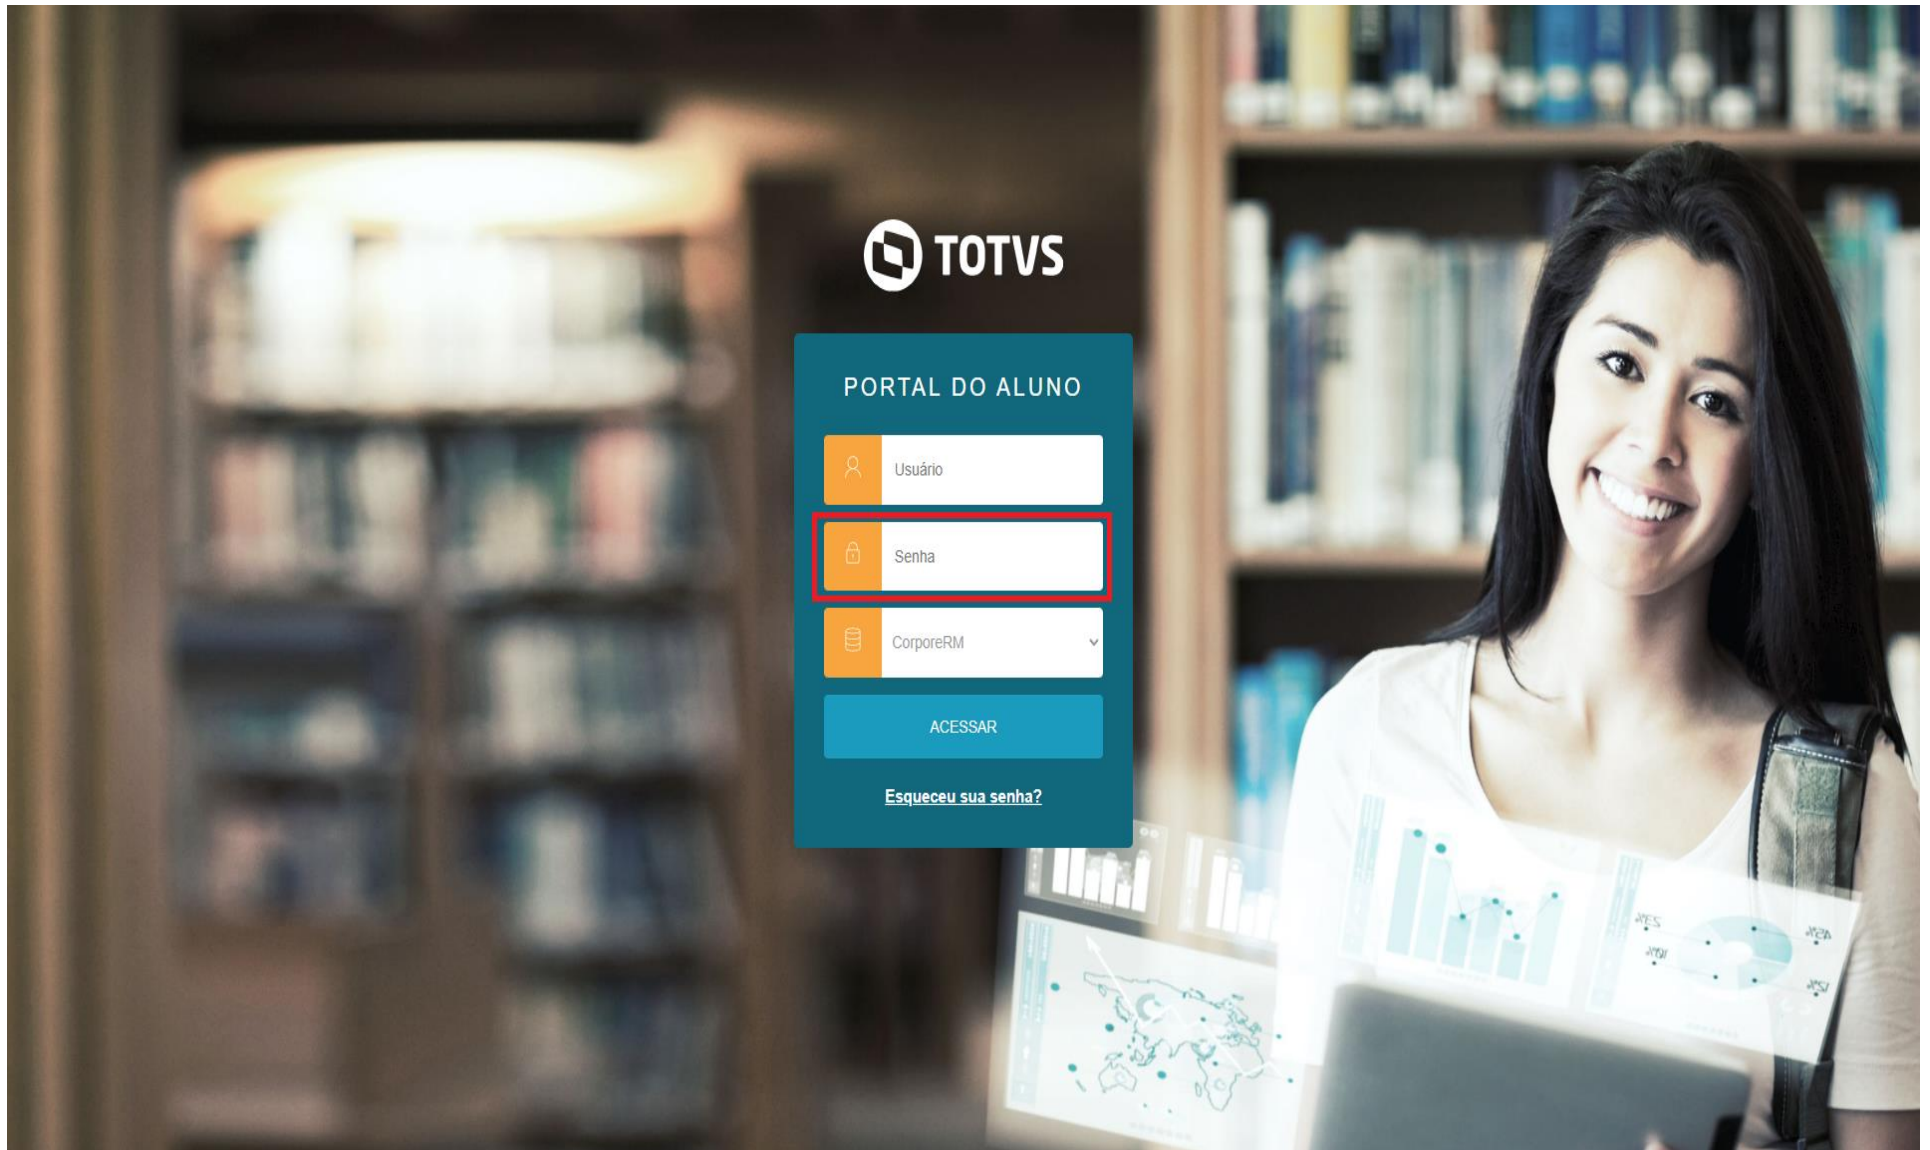 TOTVS
PORTAL DO ALUNO
Usuário
Senha
CorporeRM
ACESSAR
Esqueceu sua senha?